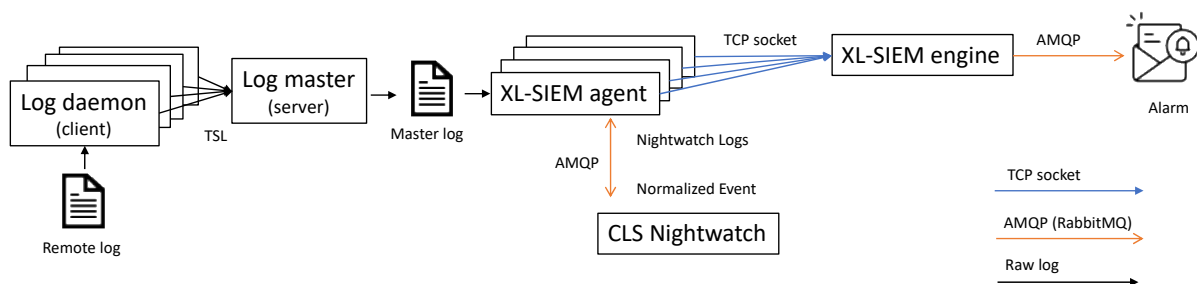 Log daemon
(client)
Remote log
TSL
Log master
(server)
Master log
XL-SIEM agent
AMQP
Nightwatch Logs
Normalized Event
CLS Nightwatch
TCP socket
XL-SIEM engine
AMQP
Alarm
TCP socket
AMQP (RabbitMQ)
Raw log